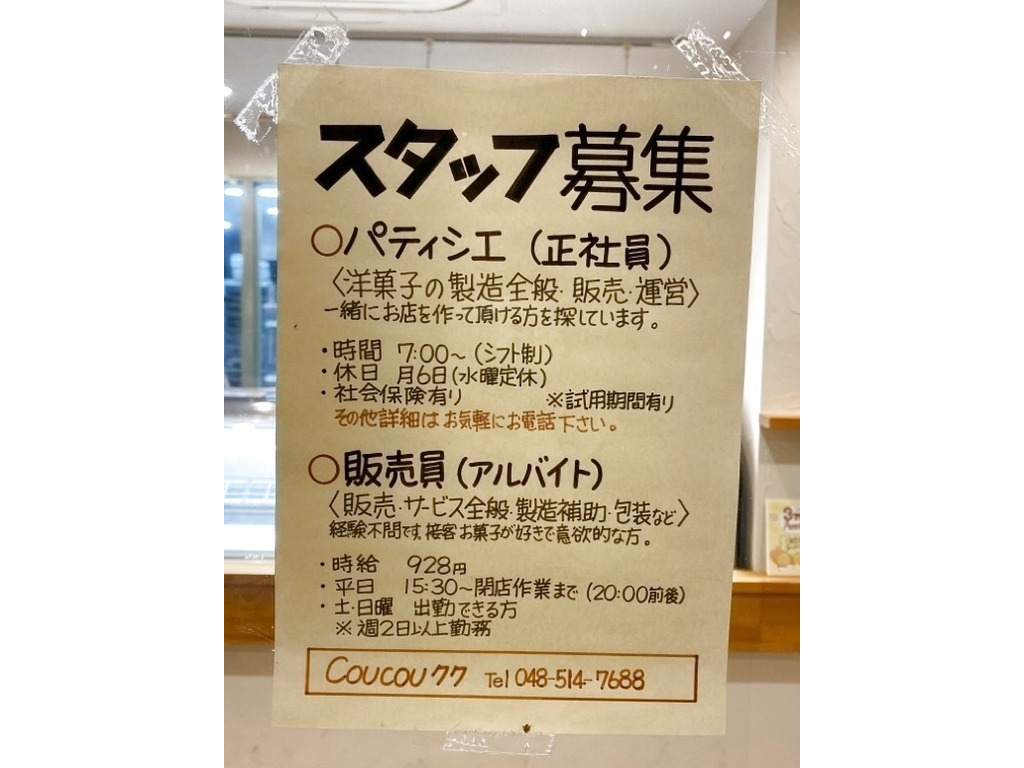 スタッフ募集
○パティシエ (正社員)
〈洋菓子の製造全般・販売・運営〉
一緒にお店を作って頂ける方を探しています。
・時間 7:00〜(シフト制)
・休日 月6日(水曜定休)
・社会保険有り ※試用期間有り
その他詳細はお気軽にお電話下さい。
○販売員(アルバイト)
〈販売・サービス全般・製造補助・包装など〉
経験不問です。接客お菓子が好きで意欲的な方。
・時給 928円
・平日 15:30〜閉店作業まで(20:00前後)
・土・日曜 出勤できる方
※週2日以上勤務
COUCOUクク Tel 048-514-7688